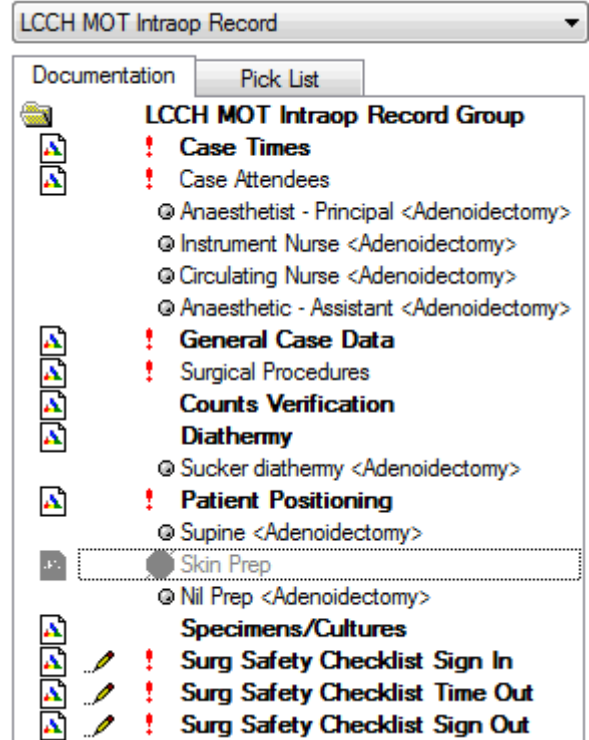 LCCH MOT Intraop Record
Documentation Pick List
LCCH MOT Intraop Record Group
! Case Times
! Case Attendees
Anaesthetist - Principal <Adenoidectomy>
Instrument Nurse <Adenoidectomy>
Circulating Nurse <Adenoidectomy>
Anaesthetic - Assistant <Adenoidectomy>
! General Case Data
! Surgical Procedures
Counts Verification
Diathermy
Sucker diathermy <Adenoidectomy>
! Patient Positioning
Supine <Adenoidectomy>
Skin Prep
Nil Prep <Adenoidectomy>
Specimens/Cultures
! Surg Safety Checklist Sign In
! Surg Safety Checklist Time Out
! Surg Safety Checklist Sign Out